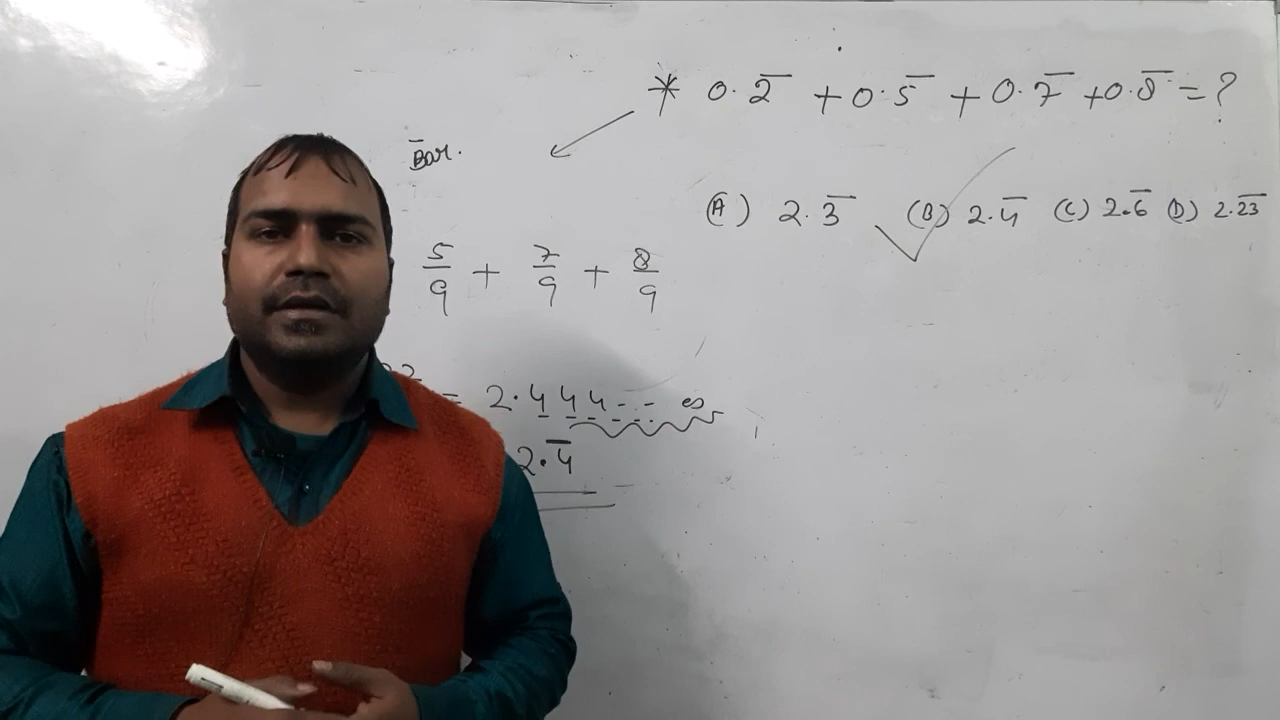 * 0.2̅ + 0.5̅ + 0.7̅ + 0.8̅ = ?
Bar.
(A) 2.3̅ (B) 2.4̅ (C) 2.6̅ (D) 2.2̅3̅
5/9 + 7/9 + 8/9
= 2.444--- ∞
2.4̅